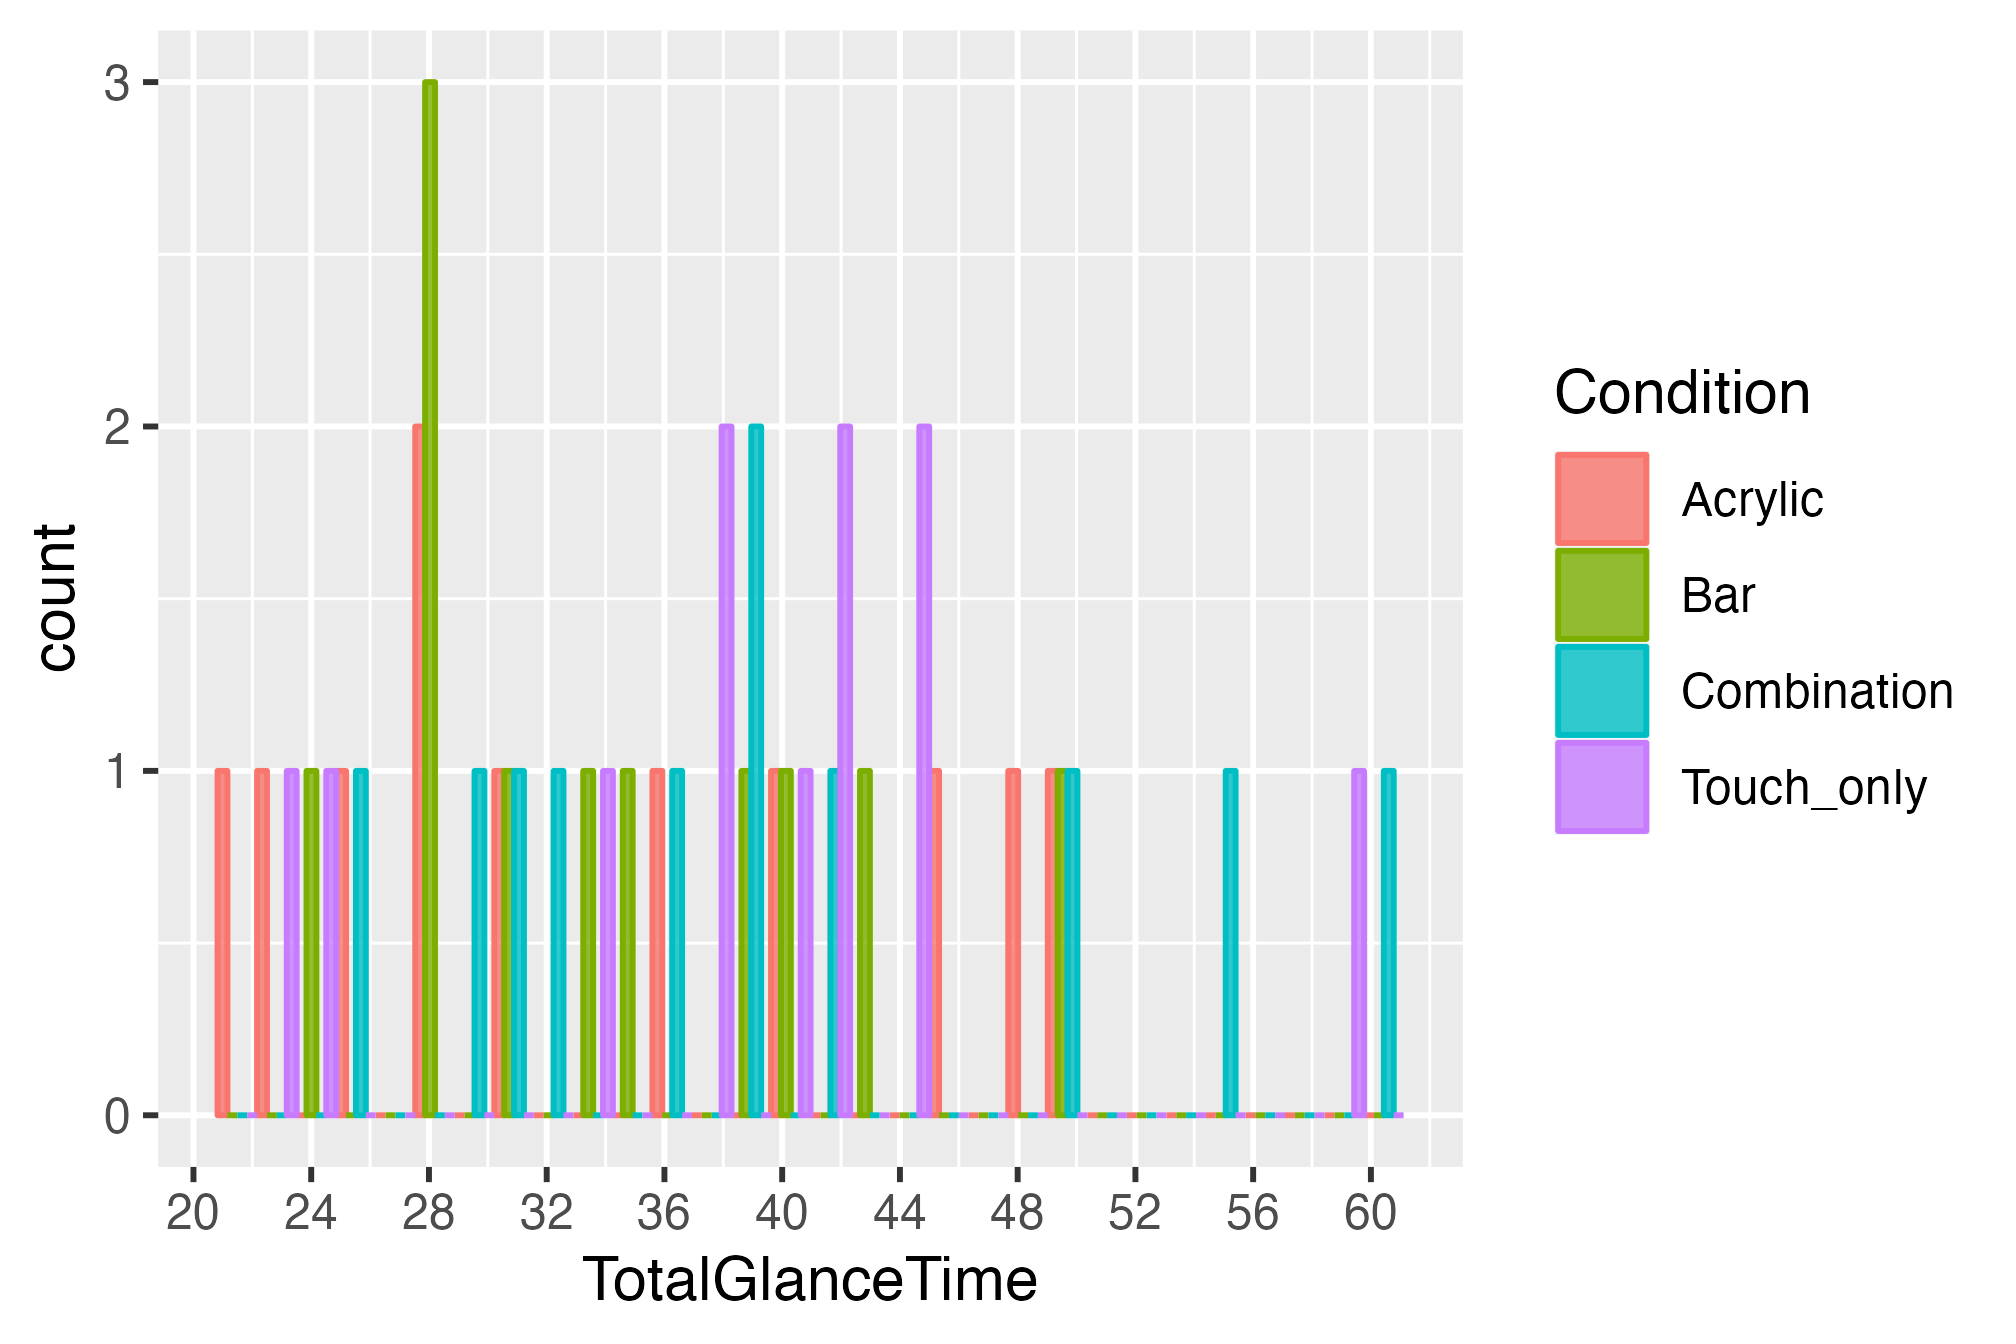 3
2
1
0
count
20 24 28 32 36 40 44 48 52 56 60
TotalGlanceTime
Condition
Acrylic
Bar
Combination
Touch_only